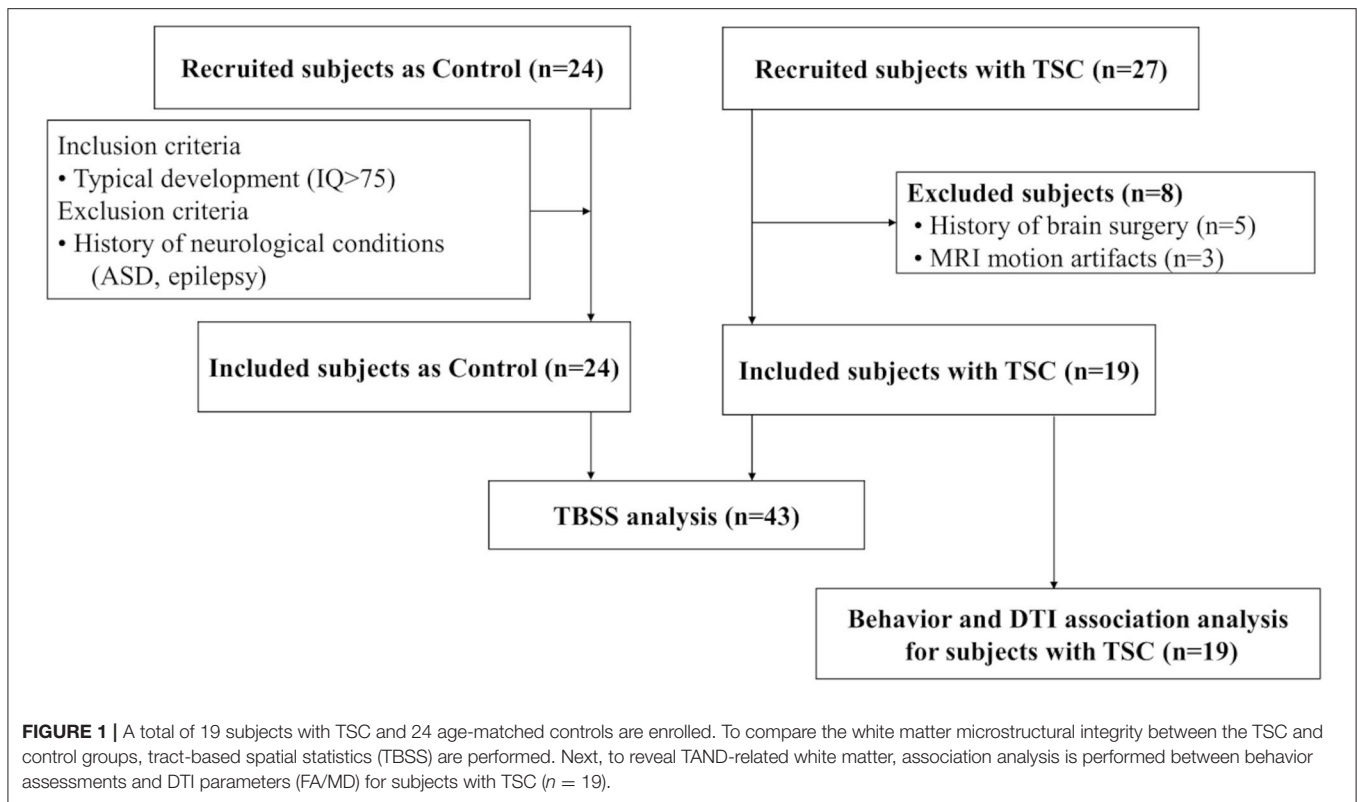 Recruited subjects as Control (n=24)
Recruited subjects with TSC (n=27)
Inclusion criteria
• Typical development (IQ>75)
Exclusion criteria
• History of neurological conditions
(ASD, epilepsy)
Excluded subjects (n=8)
• History of brain surgery (n=5)
• MRI motion artifacts (n=3)
Included subjects as Control (n=24)
Included subjects with TSC (n=19)
TBSS analysis (n=43)
Behavior and DTI association analysis
for subjects with TSC (n=19)
FIGURE 1 | A total of 19 subjects with TSC and 24 age-matched controls are enrolled. To compare the white matter microstructural integrity between the TSC and
control groups, tract-based spatial statistics (TBSS) are performed. Next, to reveal TAND-related white matter, association analysis is performed between behavior
assessments and DTI parameters (FA/MD) for subjects with TSC (n = 19).